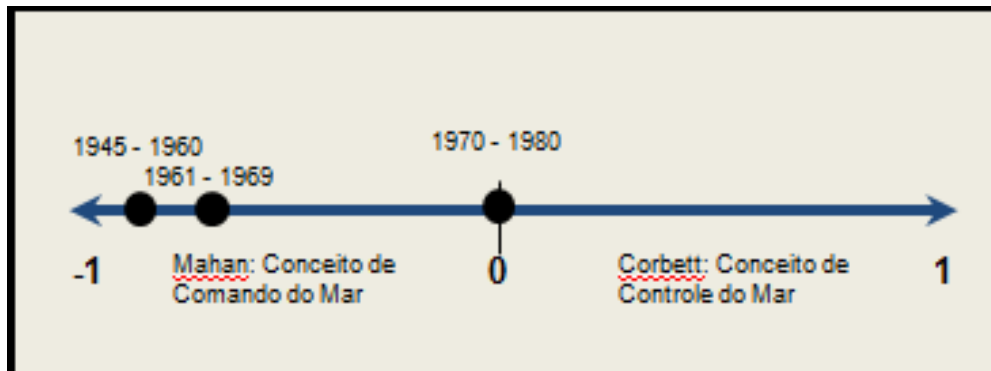 1945 - 1960
1970 - 1980
1961 - 1969
-1
Mahan: Conceito de
Comando do Mar
0
Corbett: Conceito de
Controle do Mar
1